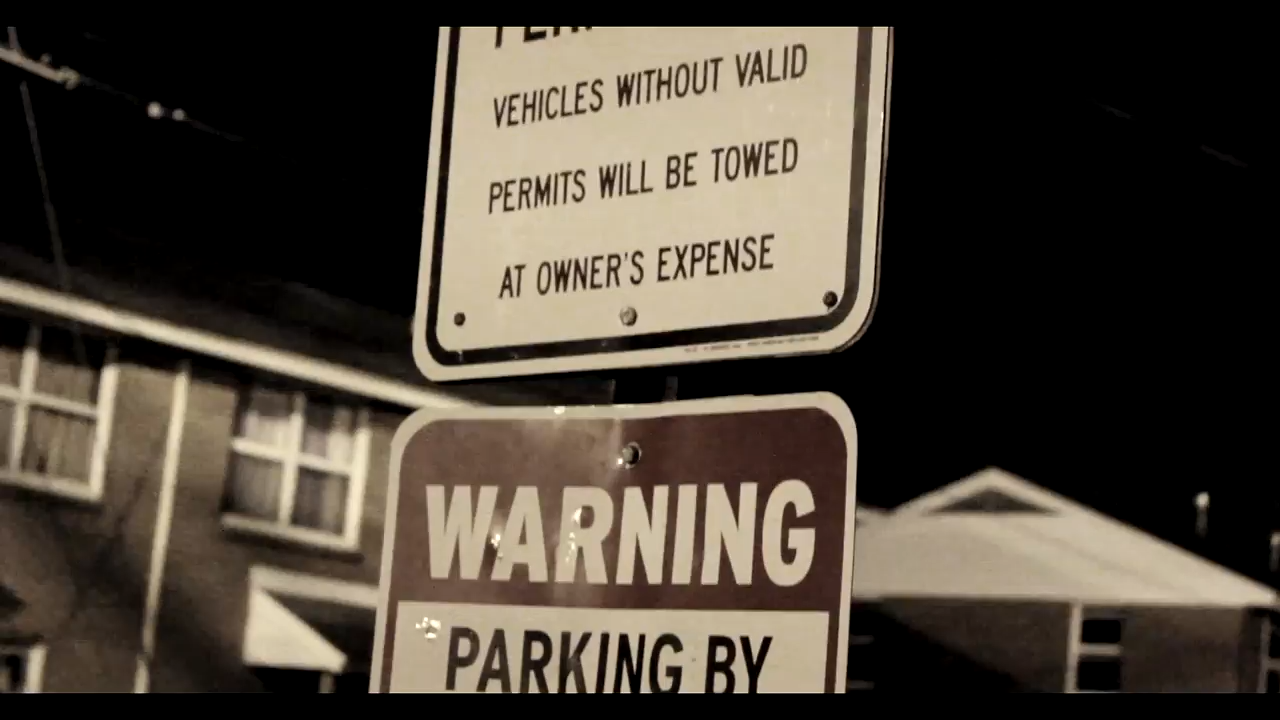 VEHICLES WITHOUT VALID
PERMITS WILL BE TOWED
AT OWNER'S EXPENSE
WARNING
PARKING BY